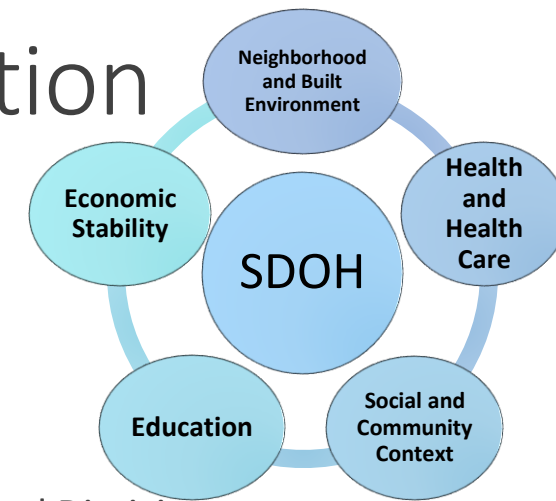 tion
Neighborhood
and Built
Environment
Economic
Stability
Health
and
Health
Care
SDOH
Education
Social and
Community
Context